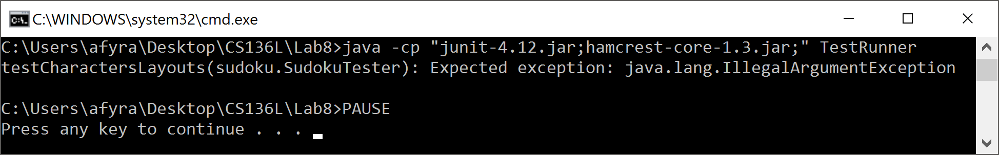 C:\WINDOWS\system32\cmd.exe
C:\Users\afyra\Desktop\CS136L\Lab8>java -cp "junit-4.12.jar;hamcrest-core-1.3.jar;" TestRunner
testCharactersLayouts(sudoku.SudokuTester): Expected exception: java.lang.IllegalArgumentException
C:\Users\afyra\Desktop\CS136L\Lab8>PAUSE
Press any key to continue . . .